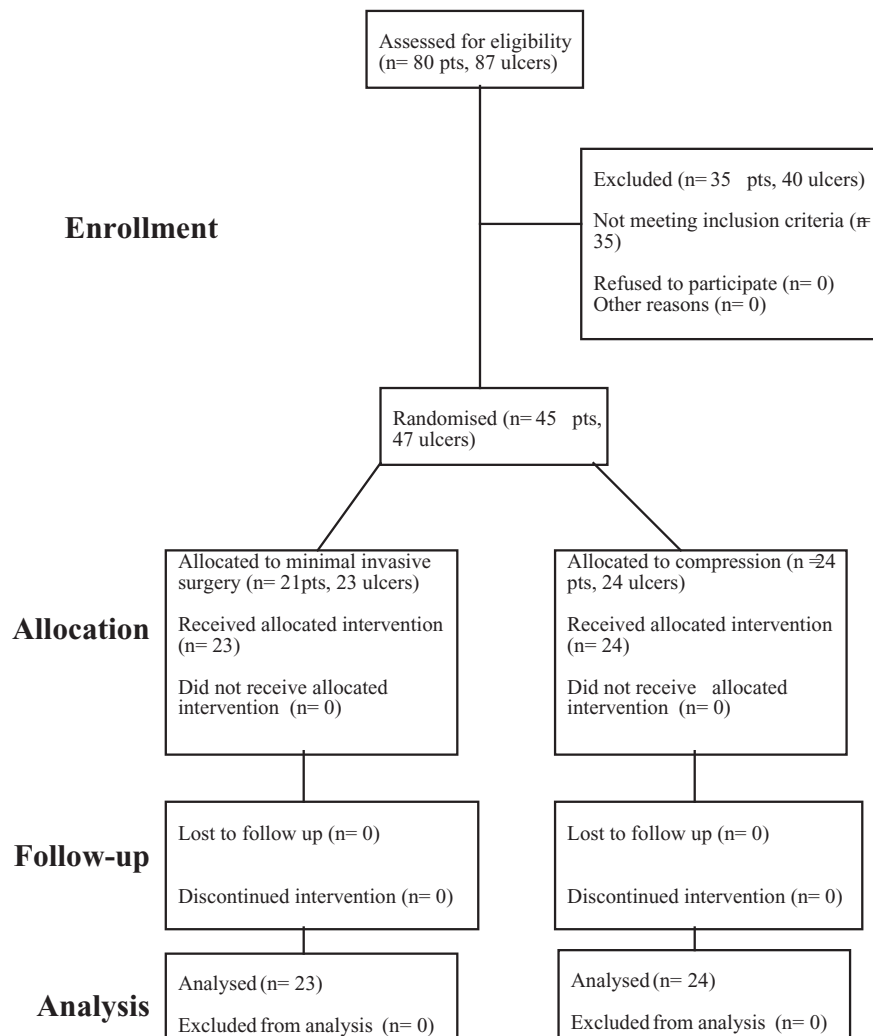 Assessed for eligibility
(n= 80 pts, 87 ulcers)
Excluded (n= 35 pts, 40 ulcers)
Not meeting inclusion criteria (n=
35)
Refused to participate (n= 0)
Other reasons (n= 0)
Enrollment
Randomised (n= 45 pts,
47 ulcers)
Allocation
Allocated to minimal invasive
surgery (n= 21pts, 23 ulcers)
Received allocated intervention
(n= 23)
Did not receive allocated
intervention (n= 0)
Allocated to compression (n =24
pts, 24 ulcers)
Received allocated intervention
(n= 24)
Did not receive allocated
intervention (n= 0)
Follow-up
Lost to follow up (n= 0)
Discontinued intervention (n= 0)
Lost to follow up (n= 0)
Discontinued intervention (n= 0)
Analysis
Analysed (n= 23)
Excluded from analysis (n= 0)
Analysed (n= 24)
Excluded from analysis (n= 0)